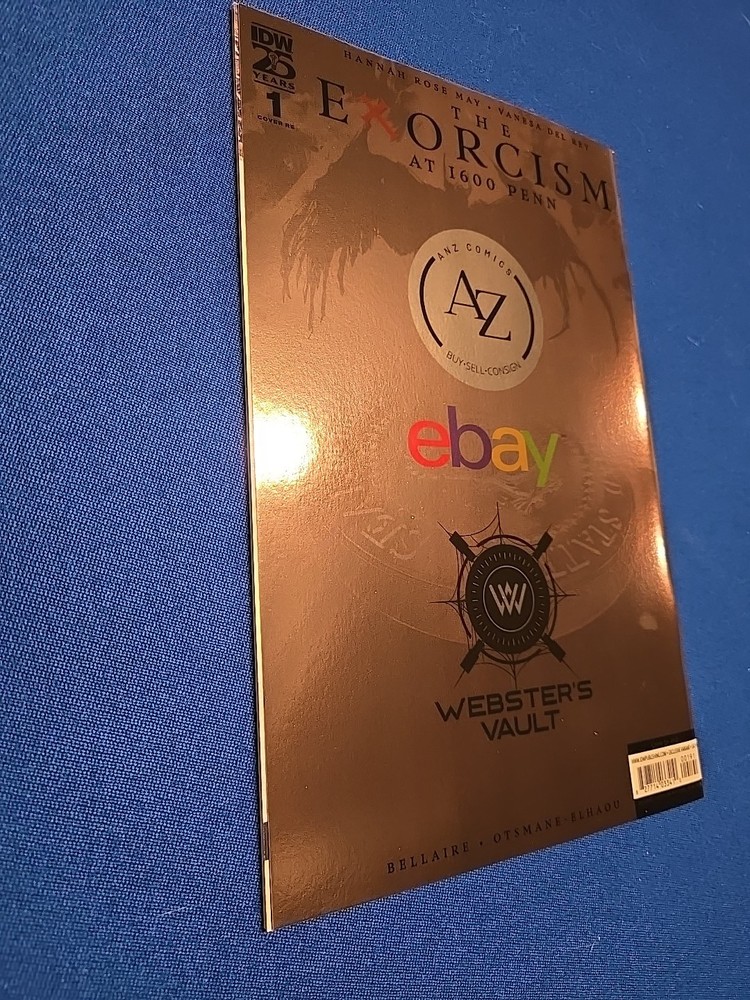 IDW
25
YEARS
1
COVER RE
HANNAH ROSE MAY • VANESA DEL REY
THE
EXORCISM
AT 1600 PENN
ANZ COMICS
AZ
BUY•SELL•CONSIGN
ebay
W
WEBSTER'S
VAULT
00191
BELLAIRE • OTSMANE-ELHAOU